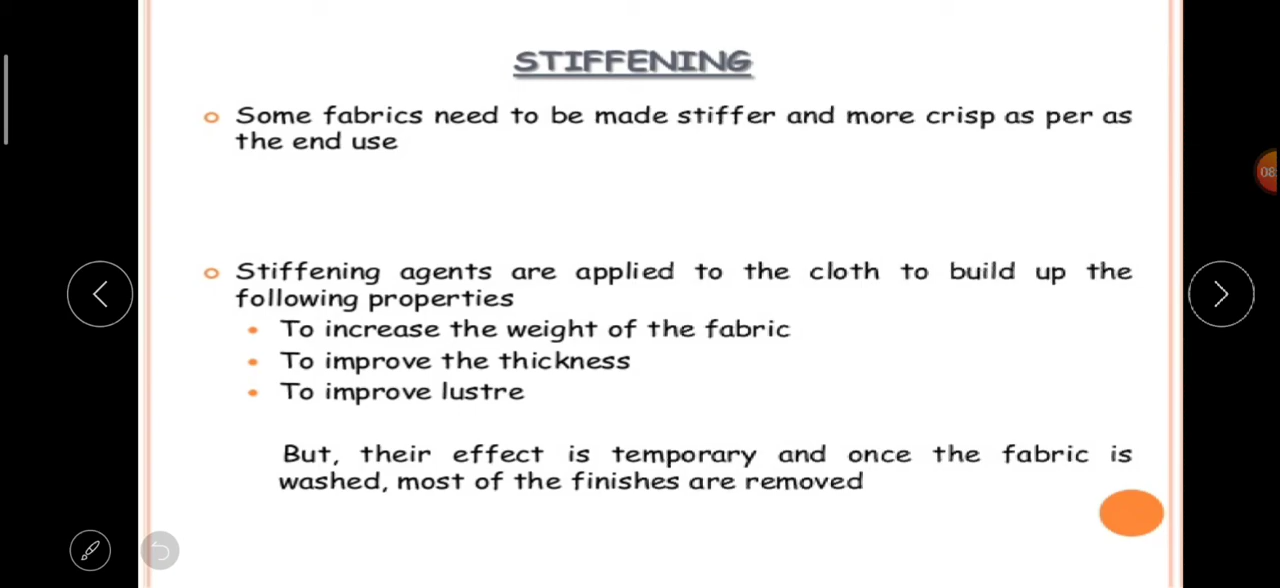 STIFFENING
Some fabrics need to be made stiffer and more crisp as per as
the end use
Stiffening agents are applied to the cloth to build up the
following properties
To increase the weight of the fabric
To improve the thickness
To improve lustre
But, their effect is temporary and once the fabric is
washed, most of the finishes are removed